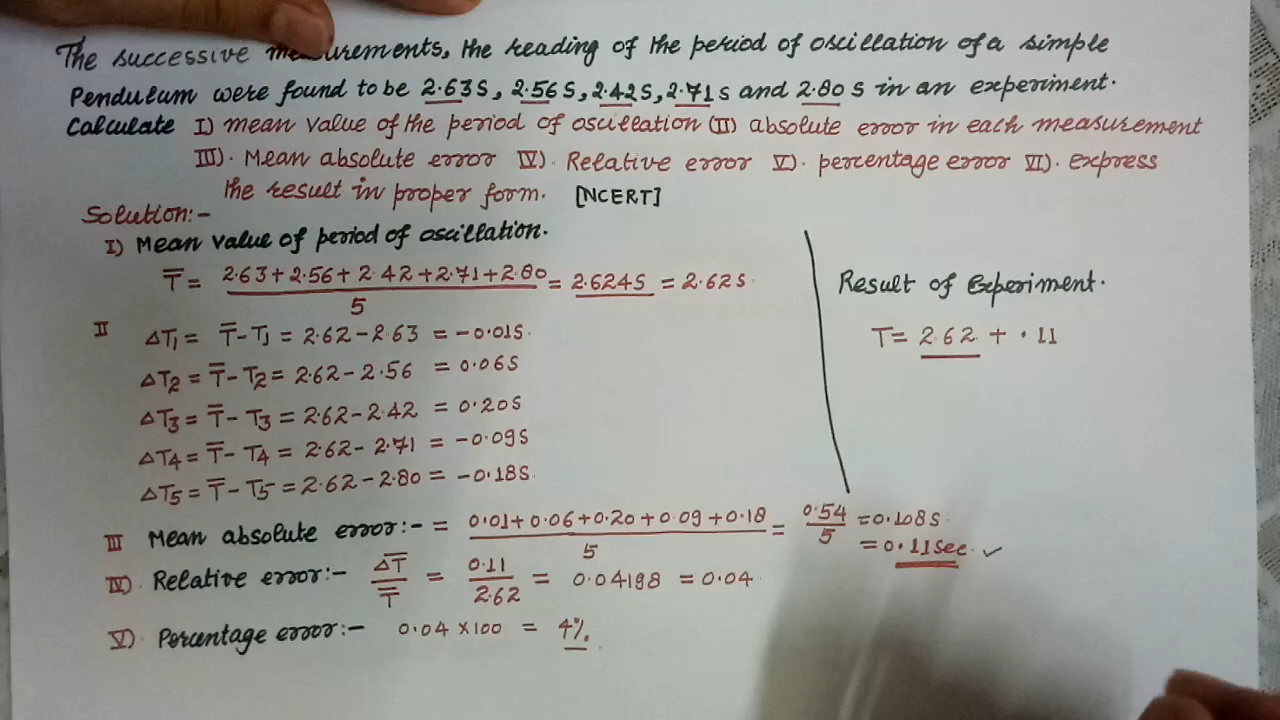 The successive measurements, the reading of the period of oscillation of a simple
Pendulum were found to be 2.63s, 2.56s, 2.42s, 2.71s and 2.80s in an experiment.
Calculate I) mean value of the period of oscillation (II) absolute error in each measurement
III). Mean absolute error IV). Relative error V). percentage error VI). express
the result in proper form. [NCERT]
Solution:-
I) Mean value of period of oscillation.
T̅ = (2.63+2.56+2.42+2.71+2.80)/5 = 2.624S = 2.62s
II ΔT1 = T̅-T1 = 2.62-2.63 = -0.01s.
ΔT2 = T̅-T2 = 2.62-2.56 = 0.06s
ΔT3 = T̅-T3 = 2.62-2.42 = 0.20s
ΔT4 = T̅-T4 = 2.62-2.71 = -0.09s
ΔT5 = T̅-T5 = 2.62-2.80 = -0.18s
III Mean absolute error:- = (0.01+0.06+0.20+0.09+0.18)/5 = 0.54/5 = 0.108s
= 0.11sec. ✓
IV). Relative error:- ΔT̅/T̅ = 0.11/2.62 = 0.04198 = 0.04
V). Percentage error:- 0.04 x100 = 4%.
Result of Experiment.
T= 2.62 + .11